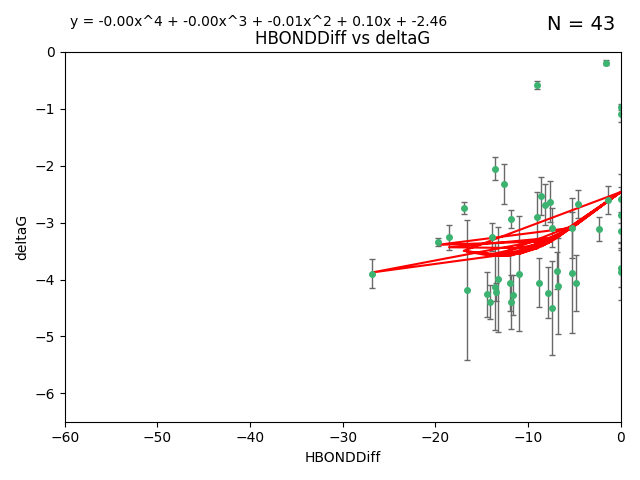 y = -0.00x^4 + -0.00x^3 + -0.01x^2 + 0.10x + -2.46
N = 43
HBONDDiff vs deltaG
0
−1
−2
−3
−4
−5
−6
deltaG
−60 −50 −40 −30 −20 −10 0
HBONDDiff